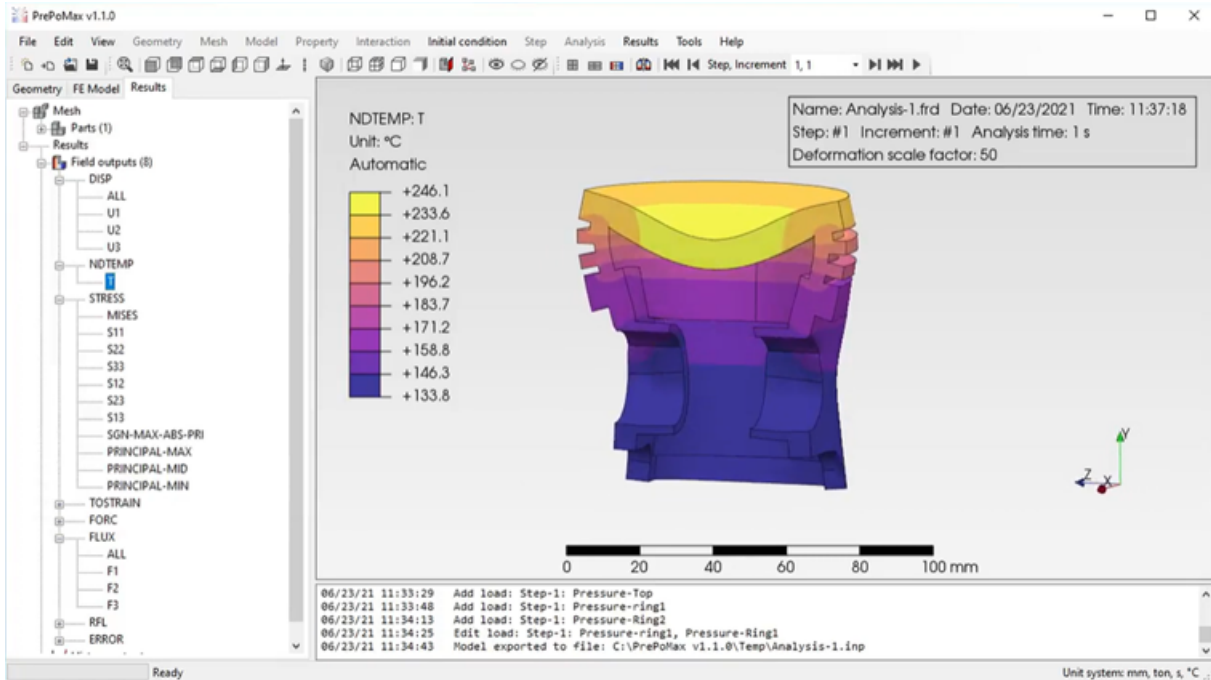 PrePoMax v1.1.0
File Edit View Geometry Mesh Model Property Interaction Initial condition Step Analysis Results Tools Help
Step, Increment 1, 1
Geometry FE Model Results
Mesh
Parts (1)
Results
Field outputs (8)
DISP
ALL
U1
U2
U3
NDTEMP
T
STRESS
MISES
S11
S22
S33
S12
S23
S13
SGN-MAX-ABS-PRI
PRINCIPAL-MAX
PRINCIPAL-MID
PRINCIPAL-MIN
TOSTRAIN
FORC
FLUX
ALL
F1
F2
F3
RFL
ERROR
NDTEMP: T
Unit: °C
Automatic
+246.1
+233.6
+221.1
+208.7
+196.2
+183.7
+171.2
+158.8
+146.3
+133.8
Name: Analysis-1.frd Date: 06/23/2021 Time: 11:37:18
Step: #1 Increment: #1 Analysis time: 1 s
Deformation scale factor: 50
Y
Z X
0 20 40 60 80 100 mm
06/23/21 11:33:29 Add load: Step-1: Pressure-Top
06/23/21 11:33:48 Add load: Step-1: Pressure-ring1
06/23/21 11:34:13 Add load: Step-1: Pressure-Ring2
06/23/21 11:34:25 Edit load: Step-1: Pressure-ring1, Pressure-Ring1
06/23/21 11:34:43 Model exported to file: C:\PrePoMax v1.1.0\Temp\Analysis-1.inp
Ready
Unit system: mm, ton, s, °C